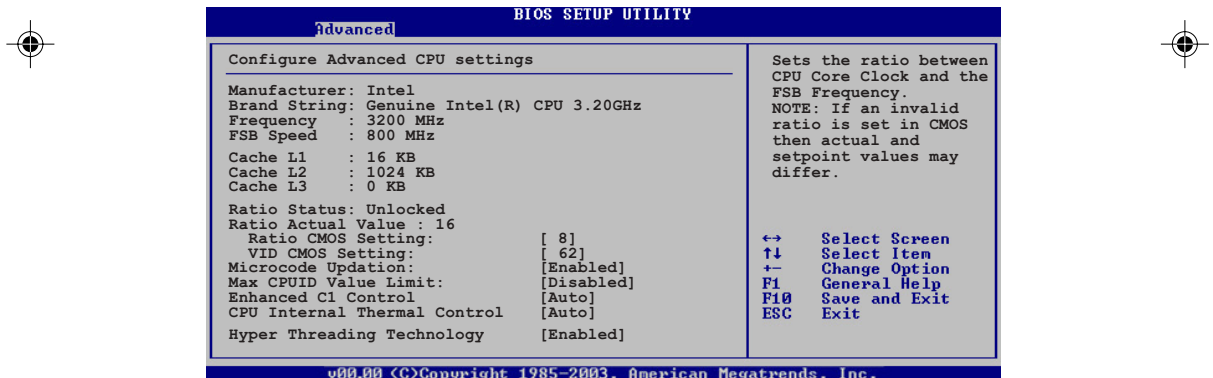 BIOS SETUP UTILITY
Advanced
Configure Advanced CPU settings
Manufacturer: Intel
Brand String: Genuine Intel(R) CPU 3.20GHz
Frequency : 3200 MHz
FSB Speed : 800 MHz
Cache L1 : 16 KB
Cache L2 : 1024 KB
Cache L3 : 0 KB
Ratio Status: Unlocked
Ratio Actual Value : 16
Ratio CMOS Setting: [ 8]
VID CMOS Setting: [ 62]
Microcode Updation: [Enabled]
Max CPUID Value Limit: [Disabled]
Enhanced C1 Control [Auto]
CPU Internal Thermal Control [Auto]
Hyper Threading Technology [Enabled]
Sets the ratio between
CPU Core Clock and the
FSB Frequency.
NOTE: If an invalid
ratio is set in CMOS
then actual and
setpoint values may
differ.
↔ Select Screen
↑↓ Select Item
+- Change Option
F1 General Help
F10 Save and Exit
ESC Exit
v00.00 (C)Copyright 1985-2003, American Megatrends, Inc.